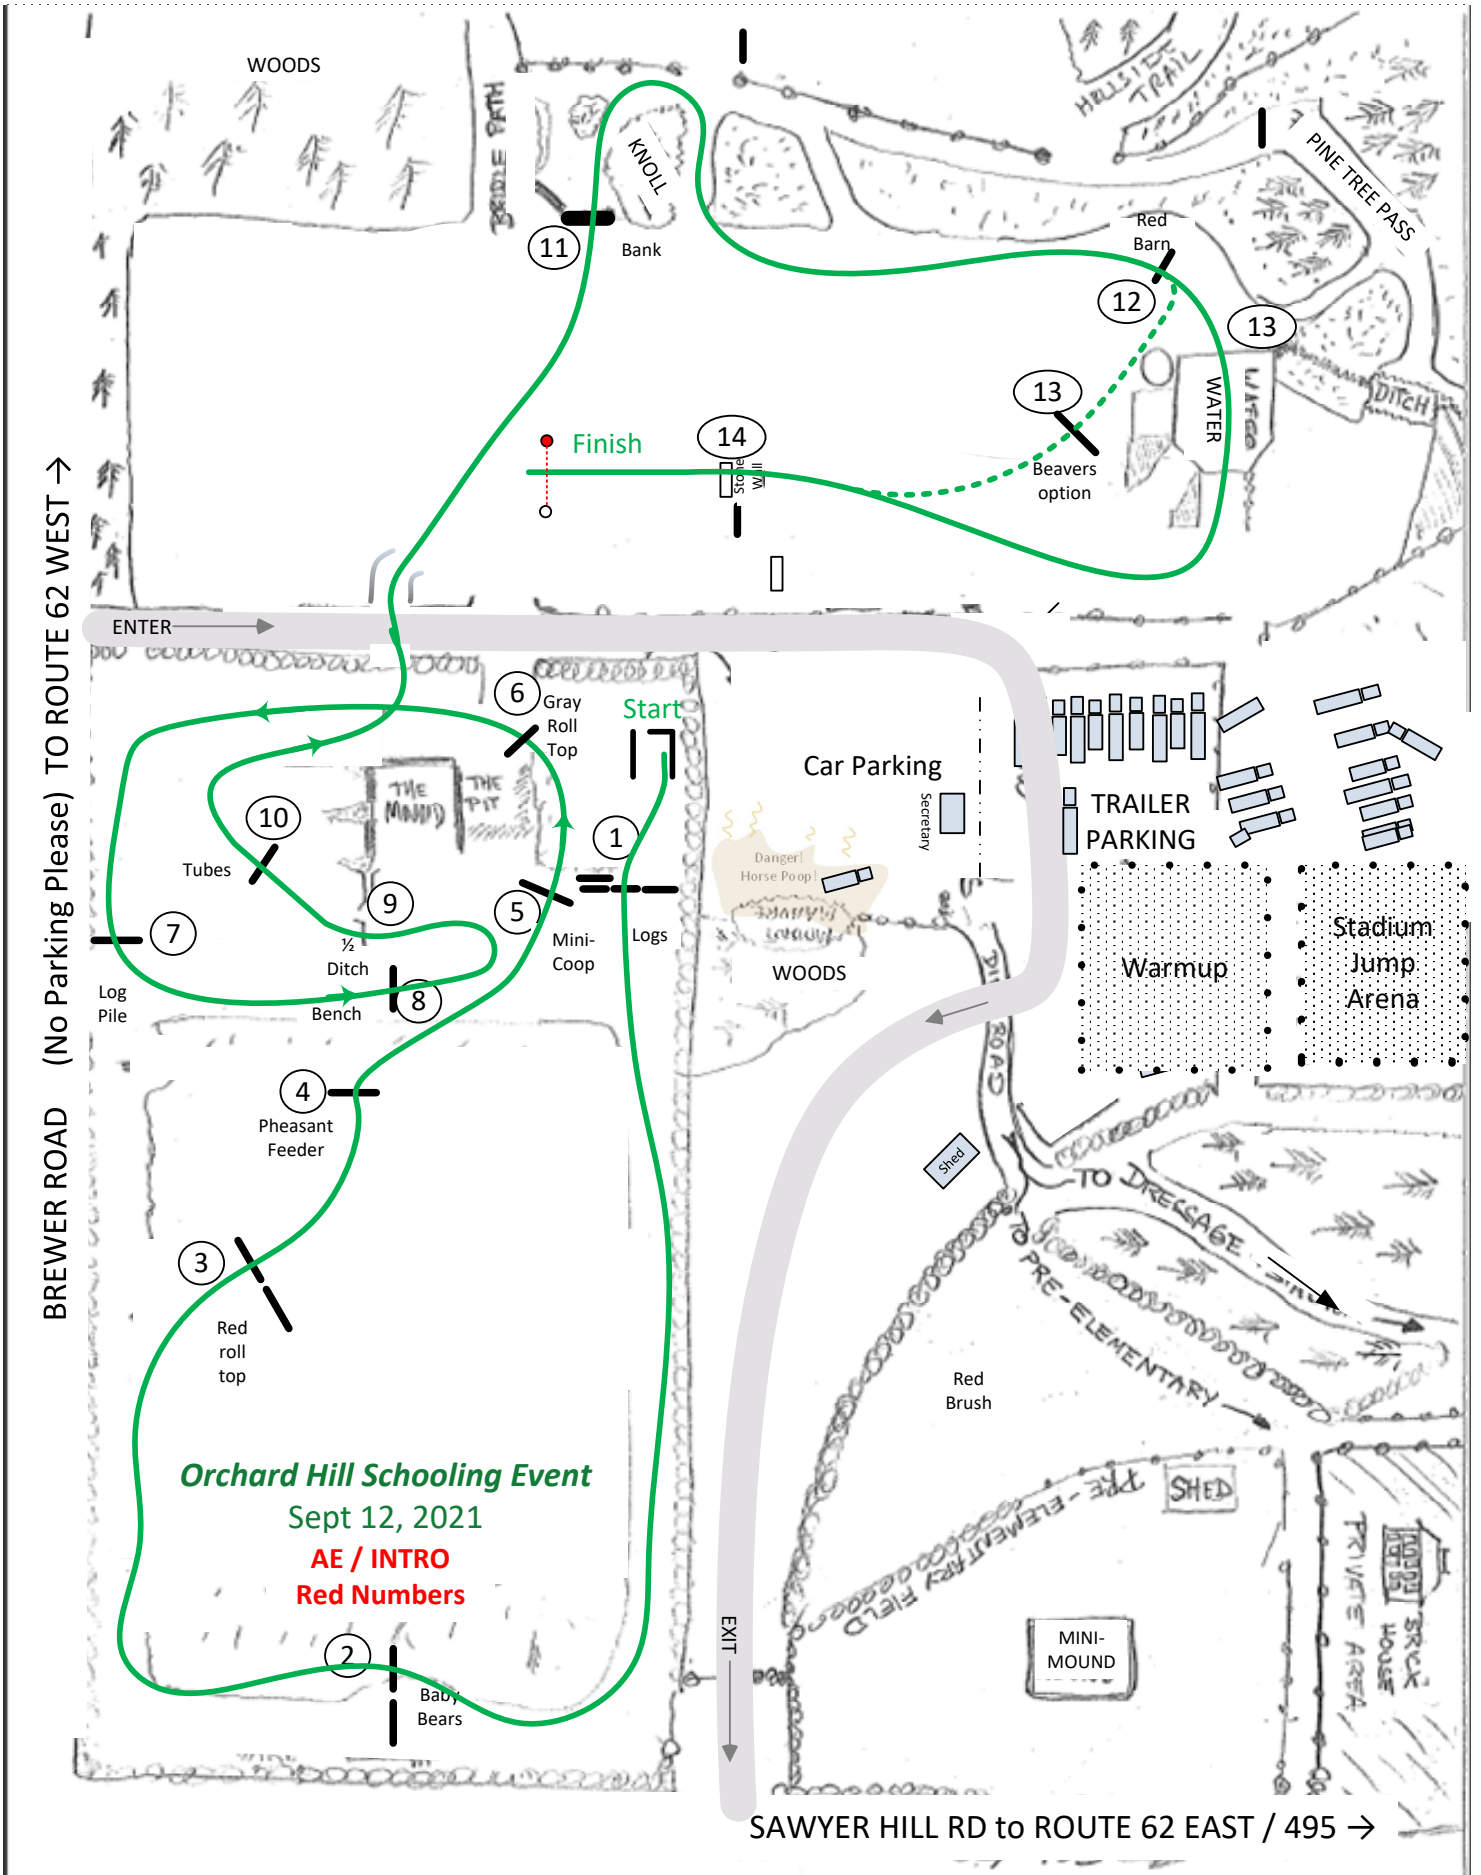 WOODS
BRIDLE PATH
KNOLL
HILLSIDE
TRAIL
PINE TREE PASS
11
Bank
Red
Barn
12
13
WATER
DITCH
13
Beavers
option
14
Stone
Wall
Finish
BREWER ROAD (No Parking Please) TO ROUTE 62 WEST →
ENTER
6
Gray
Roll
Top
Start
THE
MOUND
THE
PIT
10
Tubes
1
Logs
9
½
Ditch
5
Mini-
Coop
7
Log
Pile
8
Bench
4
Pheasant
Feeder
3
Red
roll
top
2
Baby
Bears
Orchard Hill Schooling Event
Sept 12, 2021
AE / INTRO
Red Numbers
Car Parking
Secretary
TRAILER
PARKING
Danger!
Horse Poop!
WOODS
Warmup
Stadium
Jump
Arena
ROAD
Shed
TO DRECCAGE
TO PRE-ELEMENTARY
Red
Brush
PRE-ELEMENTARY FIELD
SHED
MINI-
MOUND
PRIVATE AREA
BRICK
HOUSE
EXIT
SAWYER HILL RD to ROUTE 62 EAST / 495 →